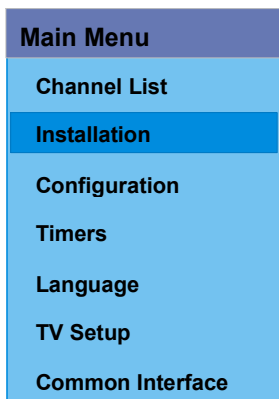 Main Menu
Channel List
Installation
Configuration
Timers
Language
TV Setup
Common Interface